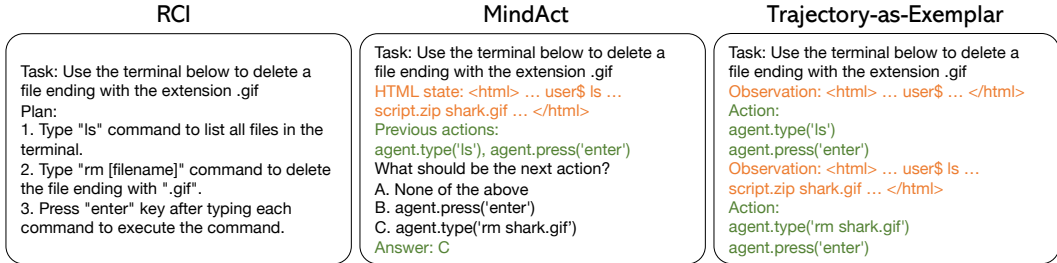 RCI
Task: Use the terminal below to delete a
file ending with the extension .gif
Plan:
1. Type "ls" command to list all files in the
terminal.
2. Type "rm [filename]" command to delete
the file ending with ".gif".
3. Press "enter" key after typing each
command to execute the command.
MindAct
Task: Use the terminal below to delete a
file ending with the extension .gif
HTML state: <html> … user$ ls …
script.zip shark.gif … </html>
Previous actions:
agent.type('ls'), agent.press('enter')
What should be the next action?
A. None of the above
B. agent.press('enter')
C. agent.type('rm shark.gif’)
Answer: C
Trajectory-as-Exemplar
Task: Use the terminal below to delete a
file ending with the extension .gif
Observation: <html> … user$ … </html>
Action:
agent.type('ls')
agent.press('enter')
Observation: <html> … user$ ls …
script.zip shark.gif … </html>
Action:
agent.type('rm shark.gif')
agent.press('enter')